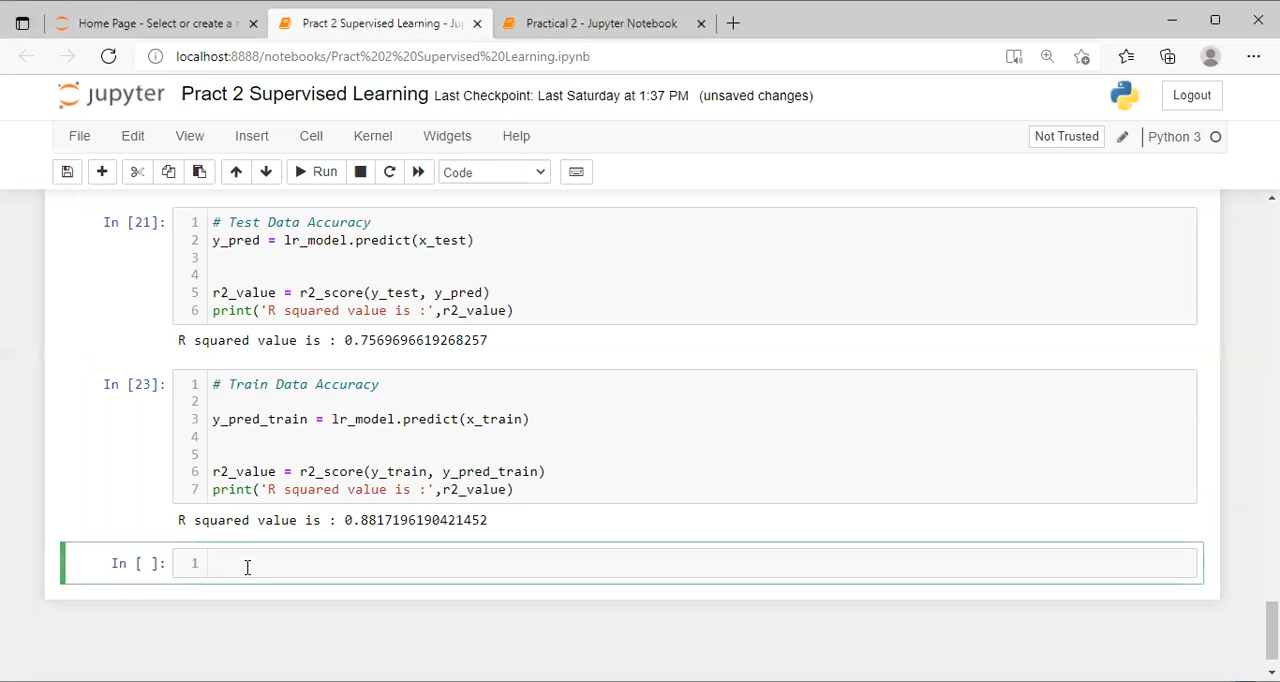 Home Page - Select or create a n
Pract 2 Supervised Learning - Ju
Practical 2 - Jupyter Notebook
localhost:8888/notebooks/Pract%202%20Supervised%20Learning.ipynb
jupyter Pract 2 Supervised Learning Last Checkpoint: Last Saturday at 1:37 PM (unsaved changes) Logout
File Edit View Insert Cell Kernel Widgets Help Not Trusted Python 3
Run Code
In [21]: 1 # Test Data Accuracy
2 y_pred = lr_model.predict(x_test)
3
4
5 r2_value = r2_score(y_test, y_pred)
6 print('R squared value is :',r2_value)
R squared value is : 0.7569696619268257
In [23]: 1 # Train Data Accuracy
2
3 y_pred_train = lr_model.predict(x_train)
4
5
6 r2_value = r2_score(y_train, y_pred_train)
7 print('R squared value is :',r2_value)
R squared value is : 0.8817196190421452
In [ ]: 1